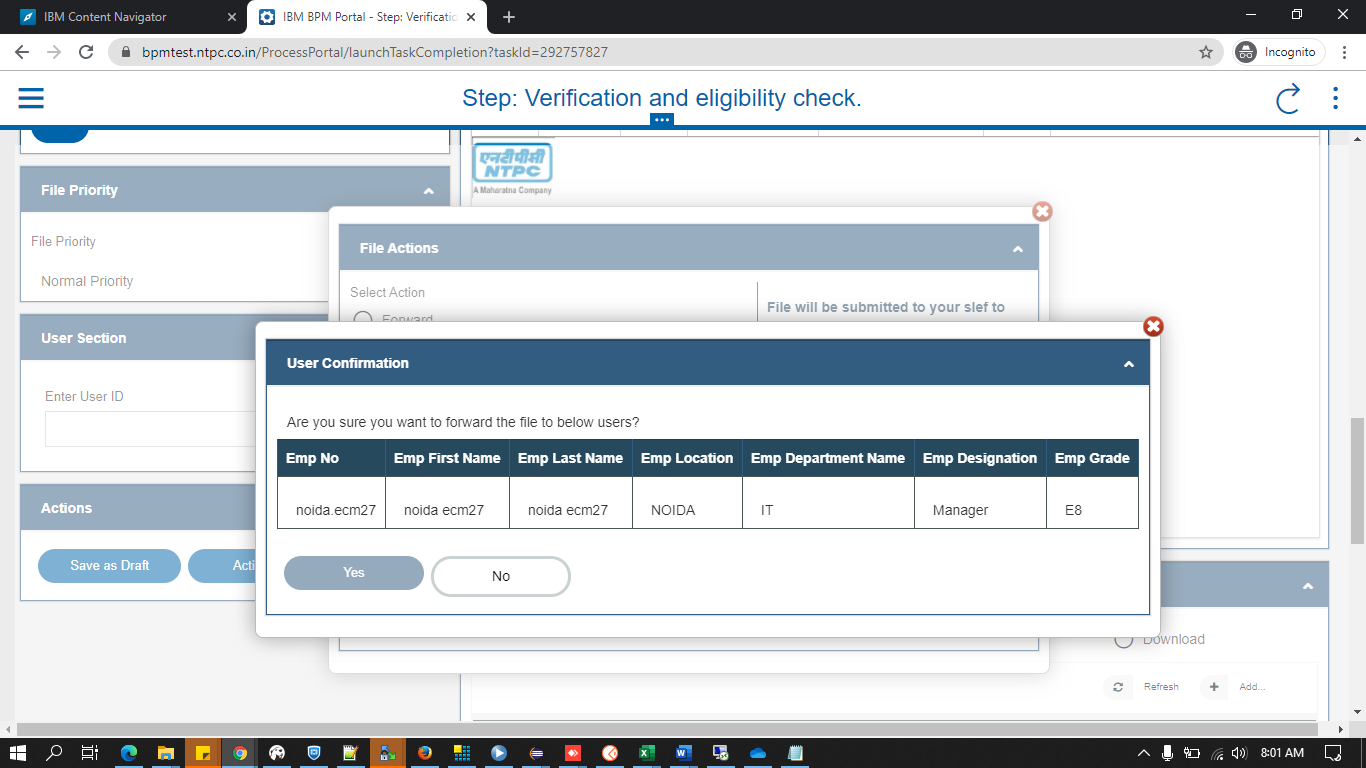 IBM Content Navigator
IBM BPM Portal - Step: Verificatio
bpmtest.ntpc.co.in/ProcessPortal/launchTaskCompletion?taskId=292757827
Incognito
Step: Verification and eligibility check.
एनटीपीसी
NTPC
A Maharatna Company
File Priority
File Priority
Normal Priority
User Section
Enter User ID
Actions
Save as Draft
Acti
File Actions
Select Action
Forward
File will be submitted to your slef to
User Confirmation
Are you sure you want to forward the file to below users?
Emp No Emp First Name Emp Last Name Emp Location Emp Department Name Emp Designation Emp Grade
noida.ecm27 noida ecm27 noida ecm27 NOIDA IT Manager E8
Yes
No
Download
Refresh
Add...
8:01 AM